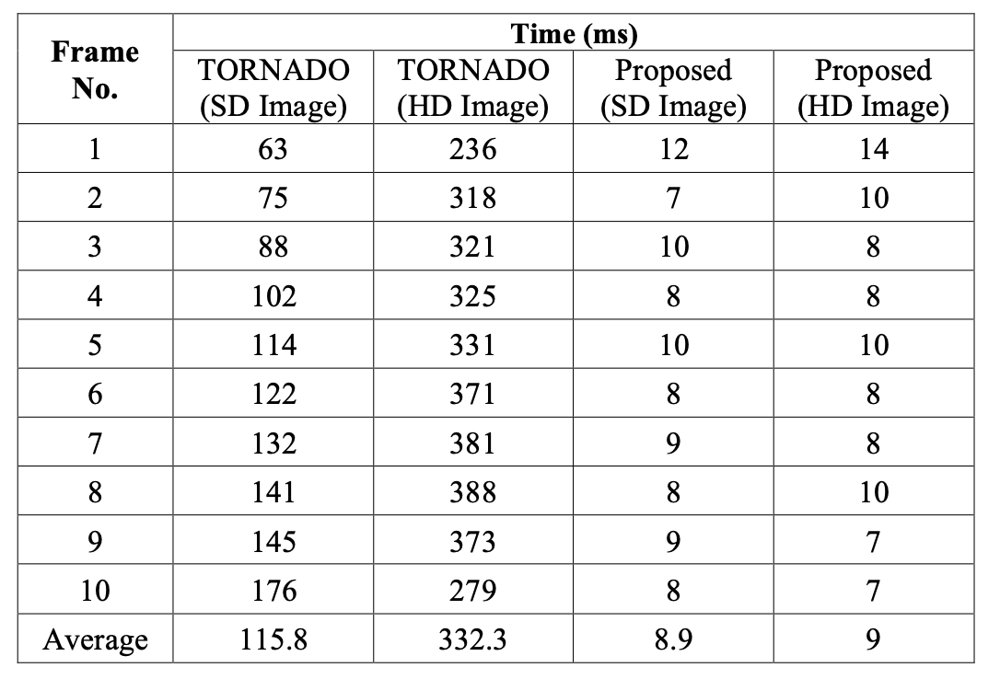 Frame No. Time (ms)
TORNADO (SD Image) TORNADO (HD Image) Proposed (SD Image) Proposed (HD Image)
1 63 236 12 14
2 75 318 7 10
3 88 321 10 8
4 102 325 8 8
5 114 331 10 10
6 122 371 8 8
7 132 381 9 8
8 141 388 8 10
9 145 373 9 7
10 176 279 8 7
Average 115.8 332.3 8.9 9